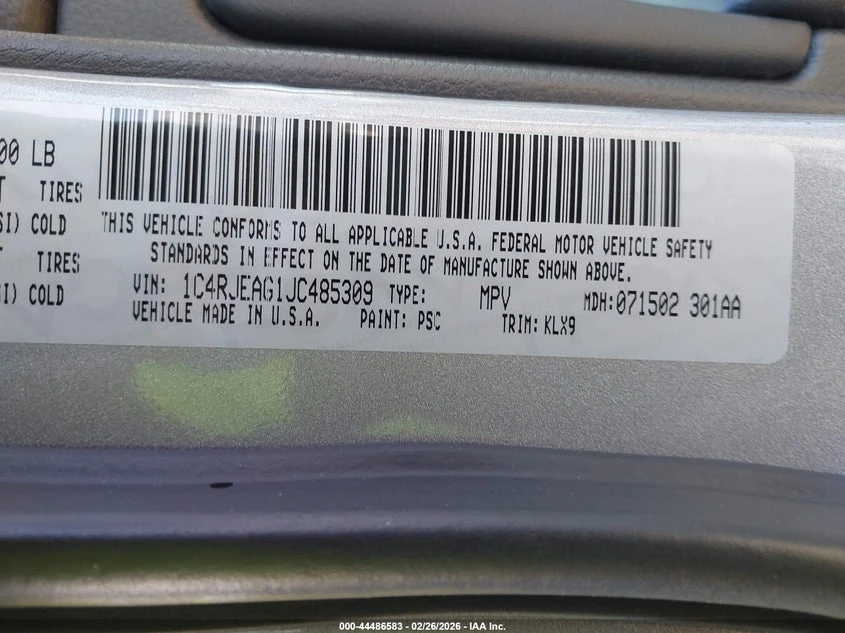 00 LB
TIRES
SI) COLD
TIRES
SI) COLD
THIS VEHICLE CONFORMS TO ALL APPLICABLE U.S.A. FEDERAL MOTOR VEHICLE SAFETY
STANDARDS IN EFFECT ON THE DATE OF MANUFACTURE SHOWN ABOVE.
VIN: 1C4RJEAG1JC485309 TYPE: MPV MDH:071502 301AA
VEHICLE MADE IN U.S.A. PAINT: PSC TRIM: KLX9
000-44486583 - 02/26/2026 - IAA Inc.